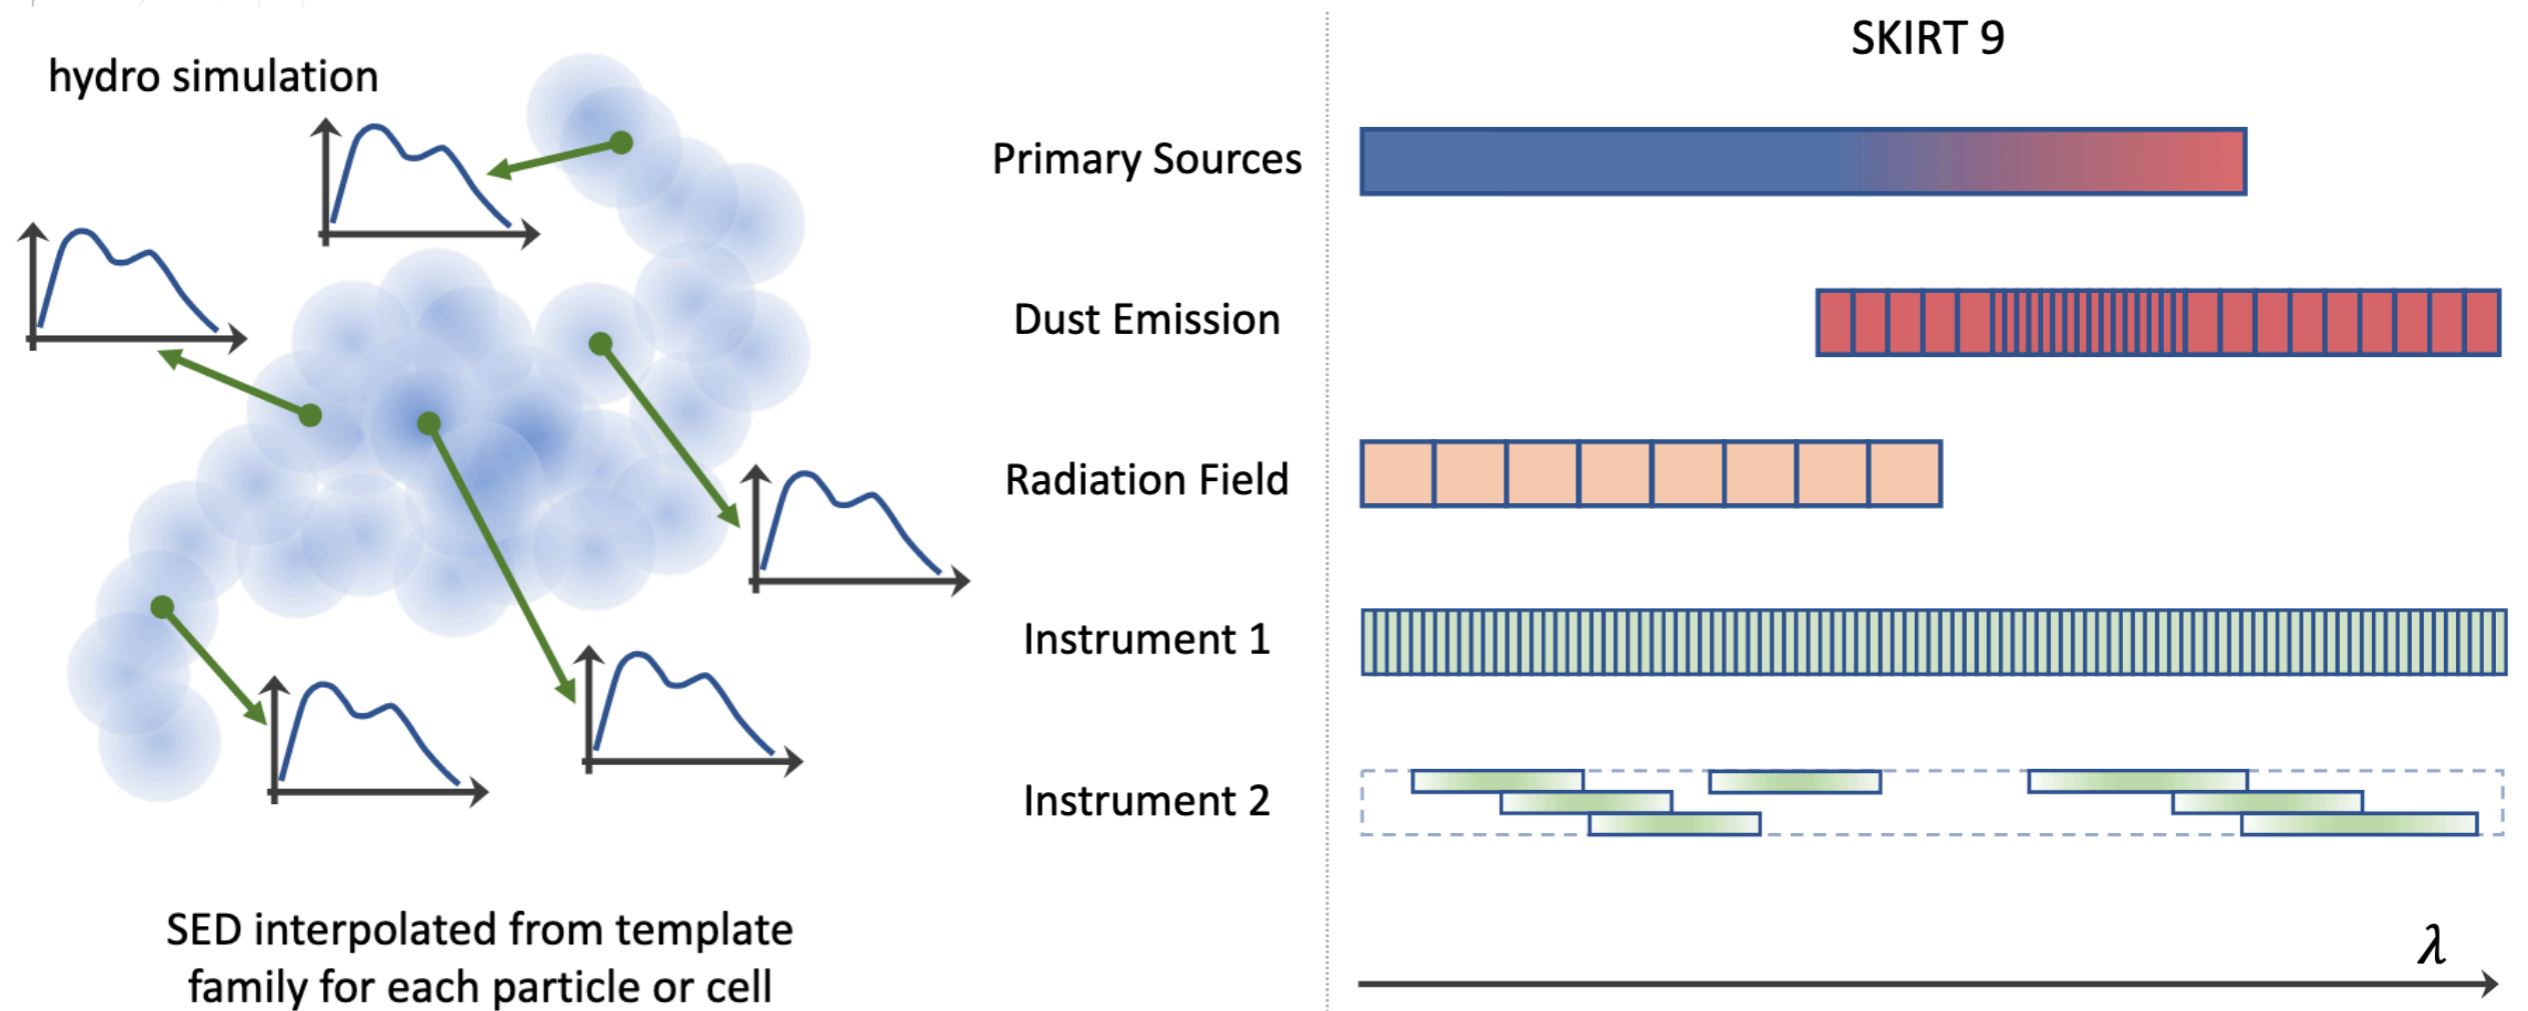 hydro simulation
SED interpolated from template
family for each particle or cell
SKIRT 9
Primary Sources
Dust Emission
Radiation Field
Instrument 1
Instrument 2
λ